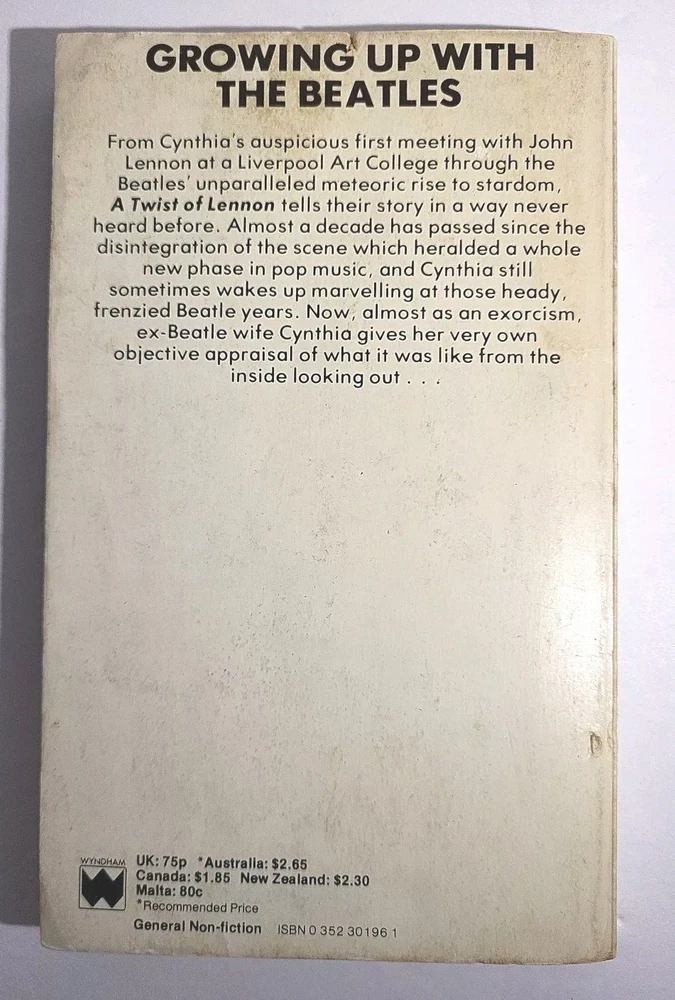 GROWING UP WITH
THE BEATLES
From Cynthia's auspicious first meeting with John
Lennon at a Liverpool Art College through the
Beatles' unparalleled meteoric rise to stardom,
A Twist of Lennon tells their story in a way never
heard before. Almost a decade has passed since the
disintegration of the scene which heralded a whole
new phase in pop music, and Cynthia still
sometimes wakes up marvelling at those heady,
frenzied Beatle years. Now, almost as an exorcism,
ex-Beatle wife Cynthia gives her very own
objective appraisal of what it was like from the
inside looking out . . .
WYNDHAM
UK: 75p *Australia: $2.65
Canada: $1.85 New Zealand: $2.30
Malta: 80c
*Recommended Price
General Non-fiction ISBN 0 352 30196 1